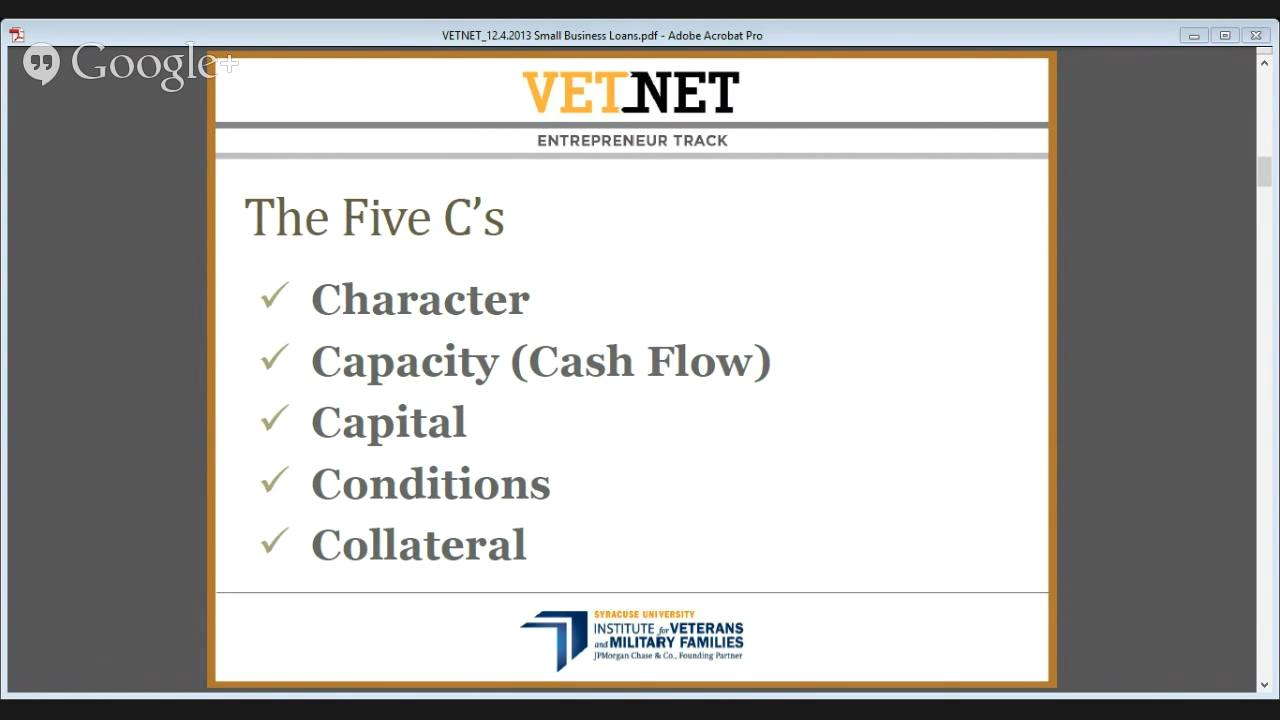 VETNET_12.4.2013 Small Business Loans.pdf - Adobe Acrobat Pro
Google+
VETNET
ENTREPRENEUR TRACK
The Five C’s
✓ Character
✓ Capacity (Cash Flow)
✓ Capital
✓ Conditions
✓ Collateral
SYRACUSE UNIVERSITY
INSTITUTE for VETERANS
and MILITARY FAMILIES
JPMorgan Chase & Co., Founding Partner